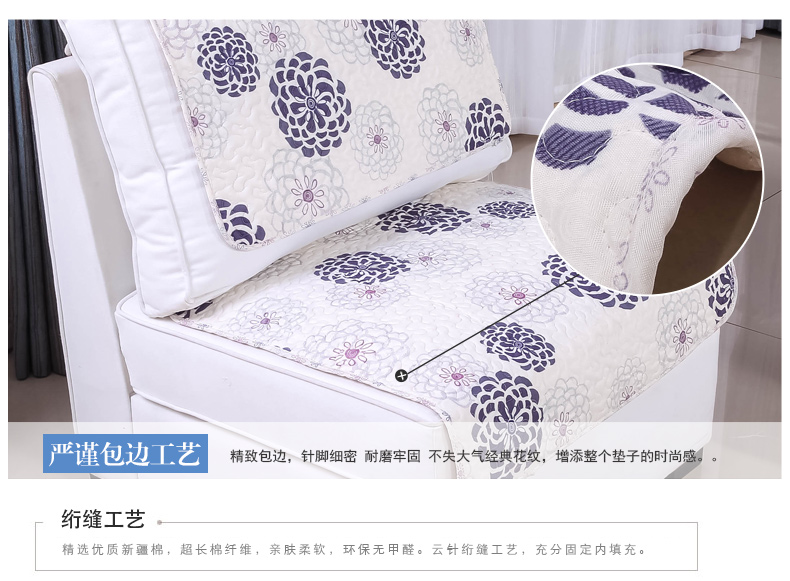 严谨包边工艺
精致包边，针脚细密 耐磨牢固 不失大气经典花纹，增添整个垫子的时尚感。。
绗缝工艺
精选优质新疆棉，超长棉纤维，亲肤柔软，环保无甲醛。云针绗缝工艺，充分固定内填充。